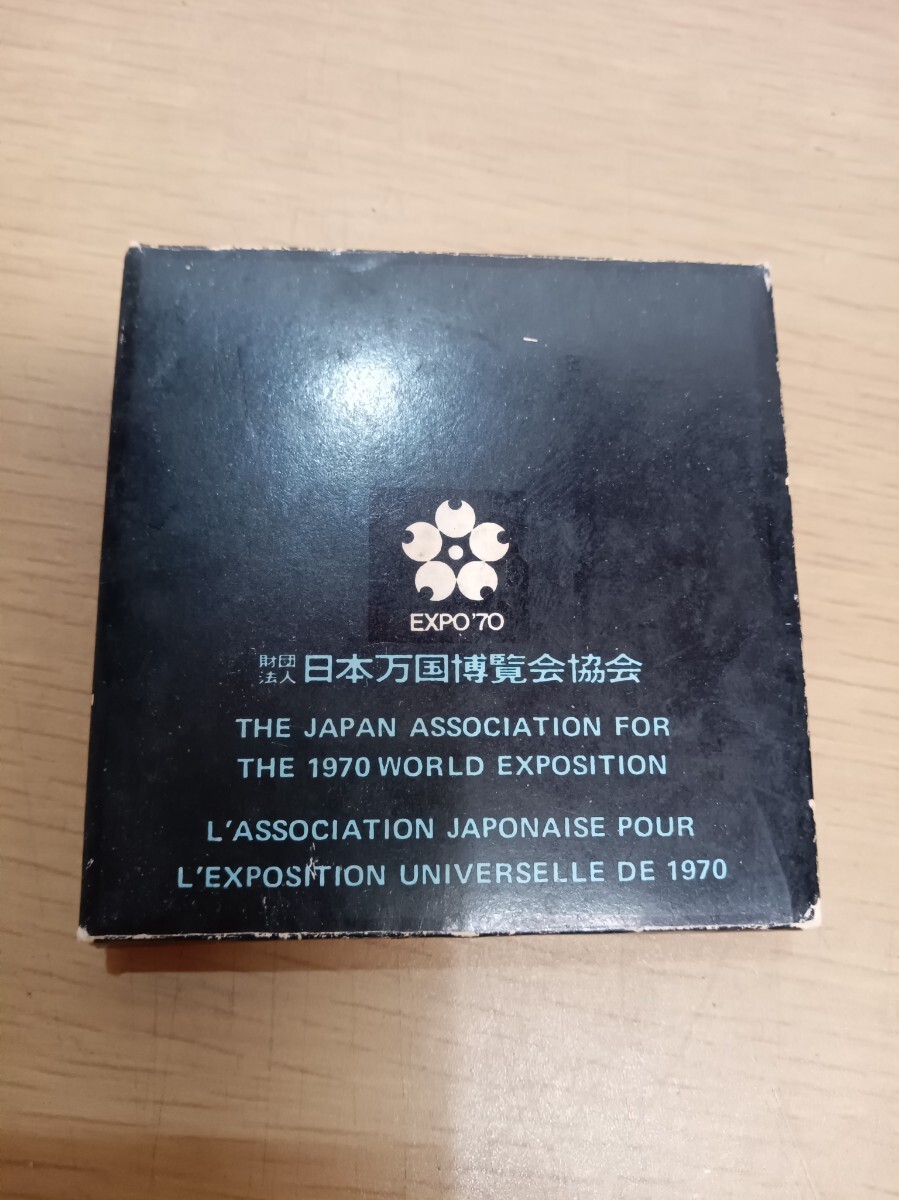 EXPO'70
財団法人 日本万国博覧会協会
THE JAPAN ASSOCIATION FOR
THE 1970 WORLD EXPOSITION
L'ASSOCIATION JAPONAISE POUR
L'EXPOSITION UNIVERSELLE DE 1970